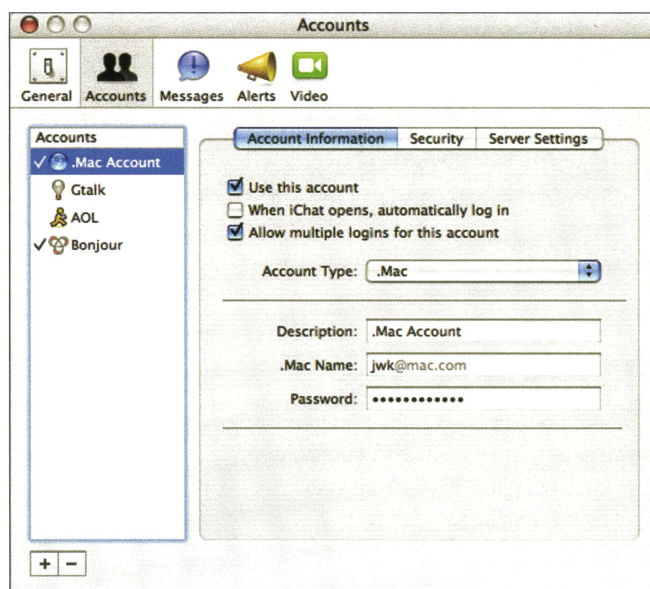 Accounts
General Accounts Messages Alerts Video
Accounts
.Mac Account
Gtalk
AOL
Bonjour
Account Information Security Server Settings
Use this account
When iChat opens, automatically log in
Allow multiple logins for this account
Account Type: .Mac
Description: .Mac Account
.Mac Name: jwk@mac.com
Password: ••••••••••••